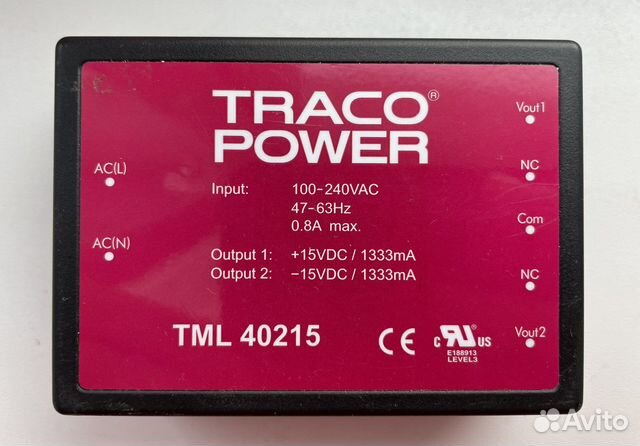 TRACO®
POWER
Input: 100-240VAC
47-63Hz
0.8A max.
Output 1: +15VDC / 1333mA
Output 2: -15VDC / 1333mA
TML 40215
AC(L)
AC(N)
Vout1
NC
Com
NC
Vout2
CE
c RU US
E188913
LEVEL3
Avito